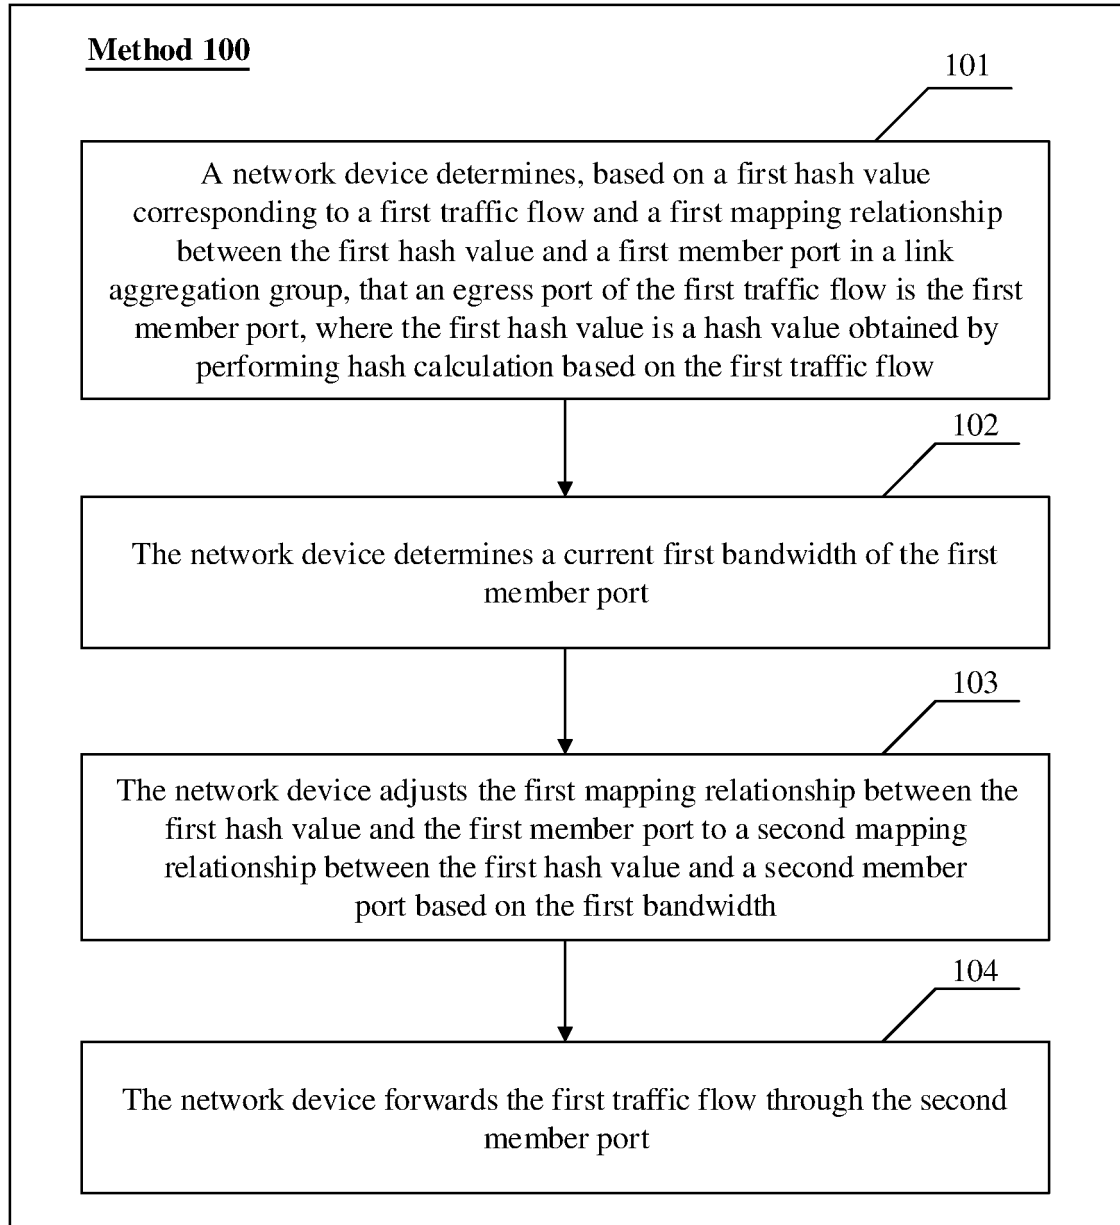 Method 100
101
A network device determines, based on a first hash value
corresponding to a first traffic flow and a first mapping relationship
between the first hash value and a first member port in a link
aggregation group, that an egress port of the first traffic flow is the first
member port, where the first hash value is a hash value obtained by
performing hash calculation based on the first traffic flow
102
The network device determines a current first bandwidth of the first
member port
103
The network device adjusts the first mapping relationship between the
first hash value and the first member port to a second mapping
relationship between the first hash value and a second member
port based on the first bandwidth
104
The network device forwards the first traffic flow through the second
member port